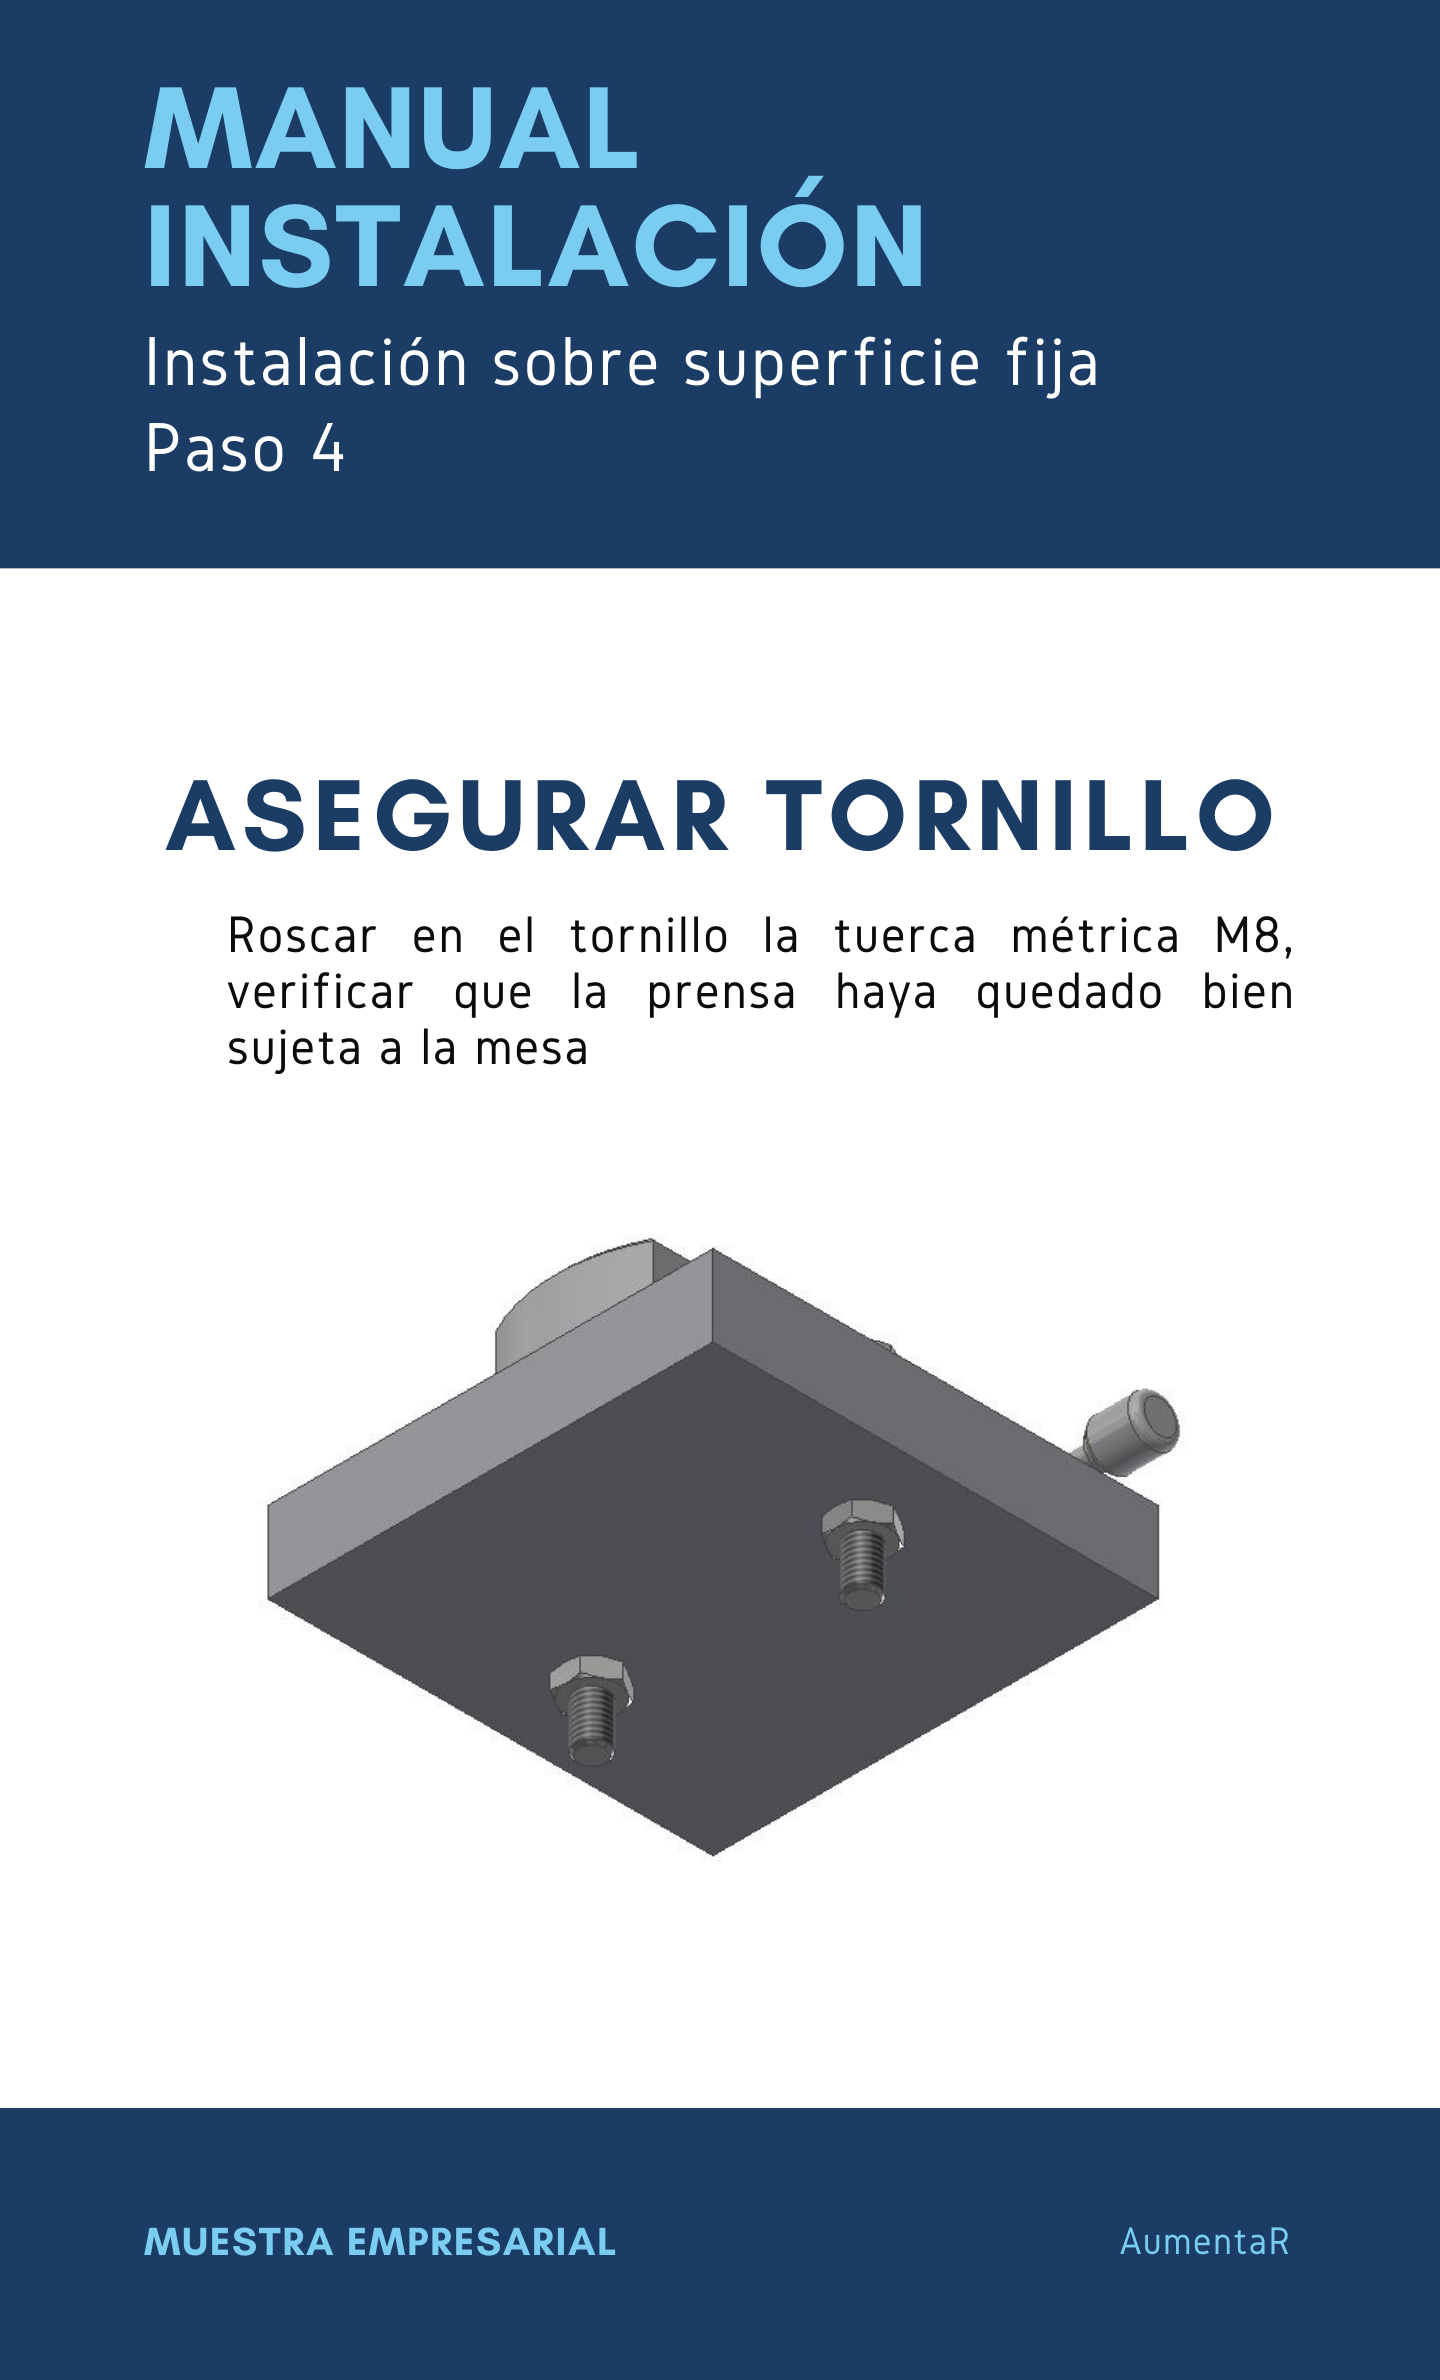 MANUAL
INSTALACIÓN
Instalación sobre superficie fija
Paso 4
ASEGURAR TORNILLO
Roscar en el tornillo la tuerca métrica M8,
verificar que la prensa haya quedado bien
sujeta a la mesa
MUESTRA EMPRESARIAL
AumentaR